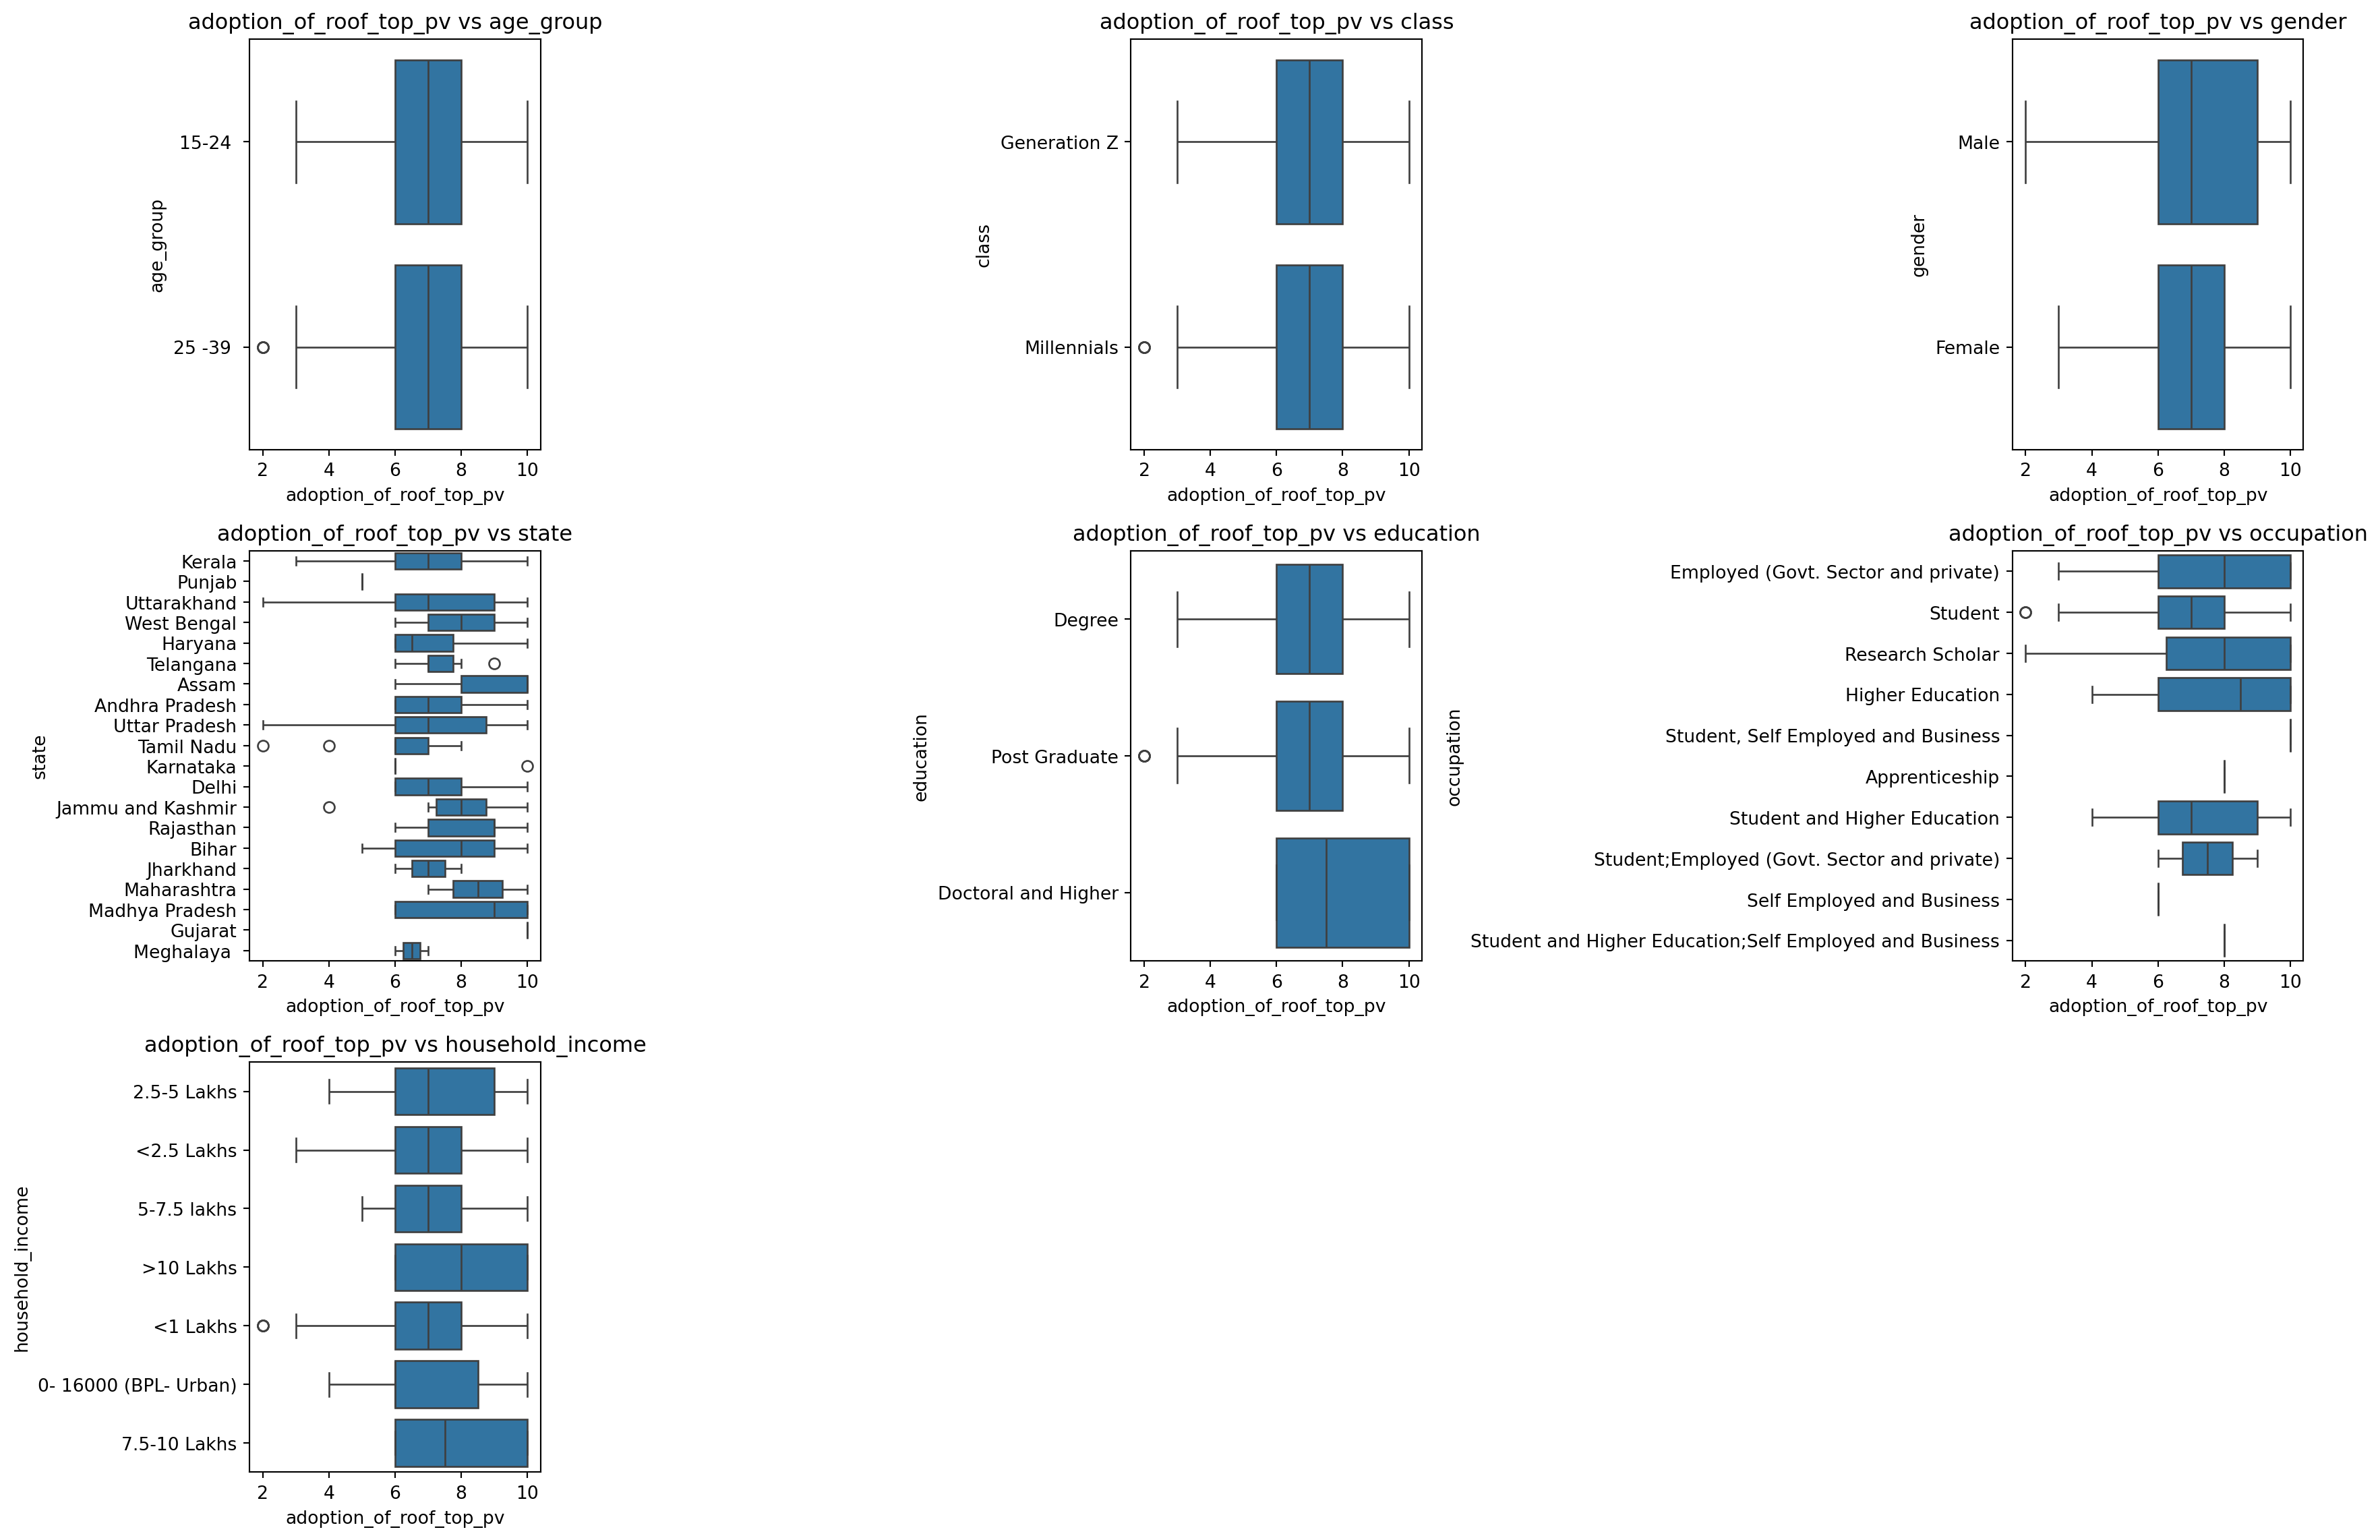 adoption_of_roof_top_pv vs age_group
age_group
15-24
25 -39
2 4 6 8 10
adoption_of_roof_top_pv
adoption_of_roof_top_pv vs class
class
Generation Z
Millennials
2 4 6 8 10
adoption_of_roof_top_pv
adoption_of_roof_top_pv vs gender
gender
Male
Female
2 4 6 8 10
adoption_of_roof_top_pv
adoption_of_roof_top_pv vs state
state
Kerala
Punjab
Uttarakhand
West Bengal
Haryana
Telangana
Assam
Andhra Pradesh
Uttar Pradesh
Tamil Nadu
Karnataka
Delhi
Jammu and Kashmir
Rajasthan
Bihar
Jharkhand
Maharashtra
Madhya Pradesh
Gujarat
Meghalaya
2 4 6 8 10
adoption_of_roof_top_pv
adoption_of_roof_top_pv vs education
education
Degree
Post Graduate
Doctoral and Higher
2 4 6 8 10
adoption_of_roof_top_pv
adoption_of_roof_top_pv vs occupation
occupation
Employed (Govt. Sector and private)
Student
Research Scholar
Higher Education
Student, Self Employed and Business
Apprenticeship
Student and Higher Education
Student;Employed (Govt. Sector and private)
Self Employed and Business
Student and Higher Education;Self Employed and Business
2 4 6 8 10
adoption_of_roof_top_pv
adoption_of_roof_top_pv vs household_income
household_income
2.5-5 Lakhs
<2.5 Lakhs
5-7.5 lakhs
>10 Lakhs
<1 Lakhs
0- 16000 (BPL- Urban)
7.5-10 Lakhs
2 4 6 8 10
adoption_of_roof_top_pv